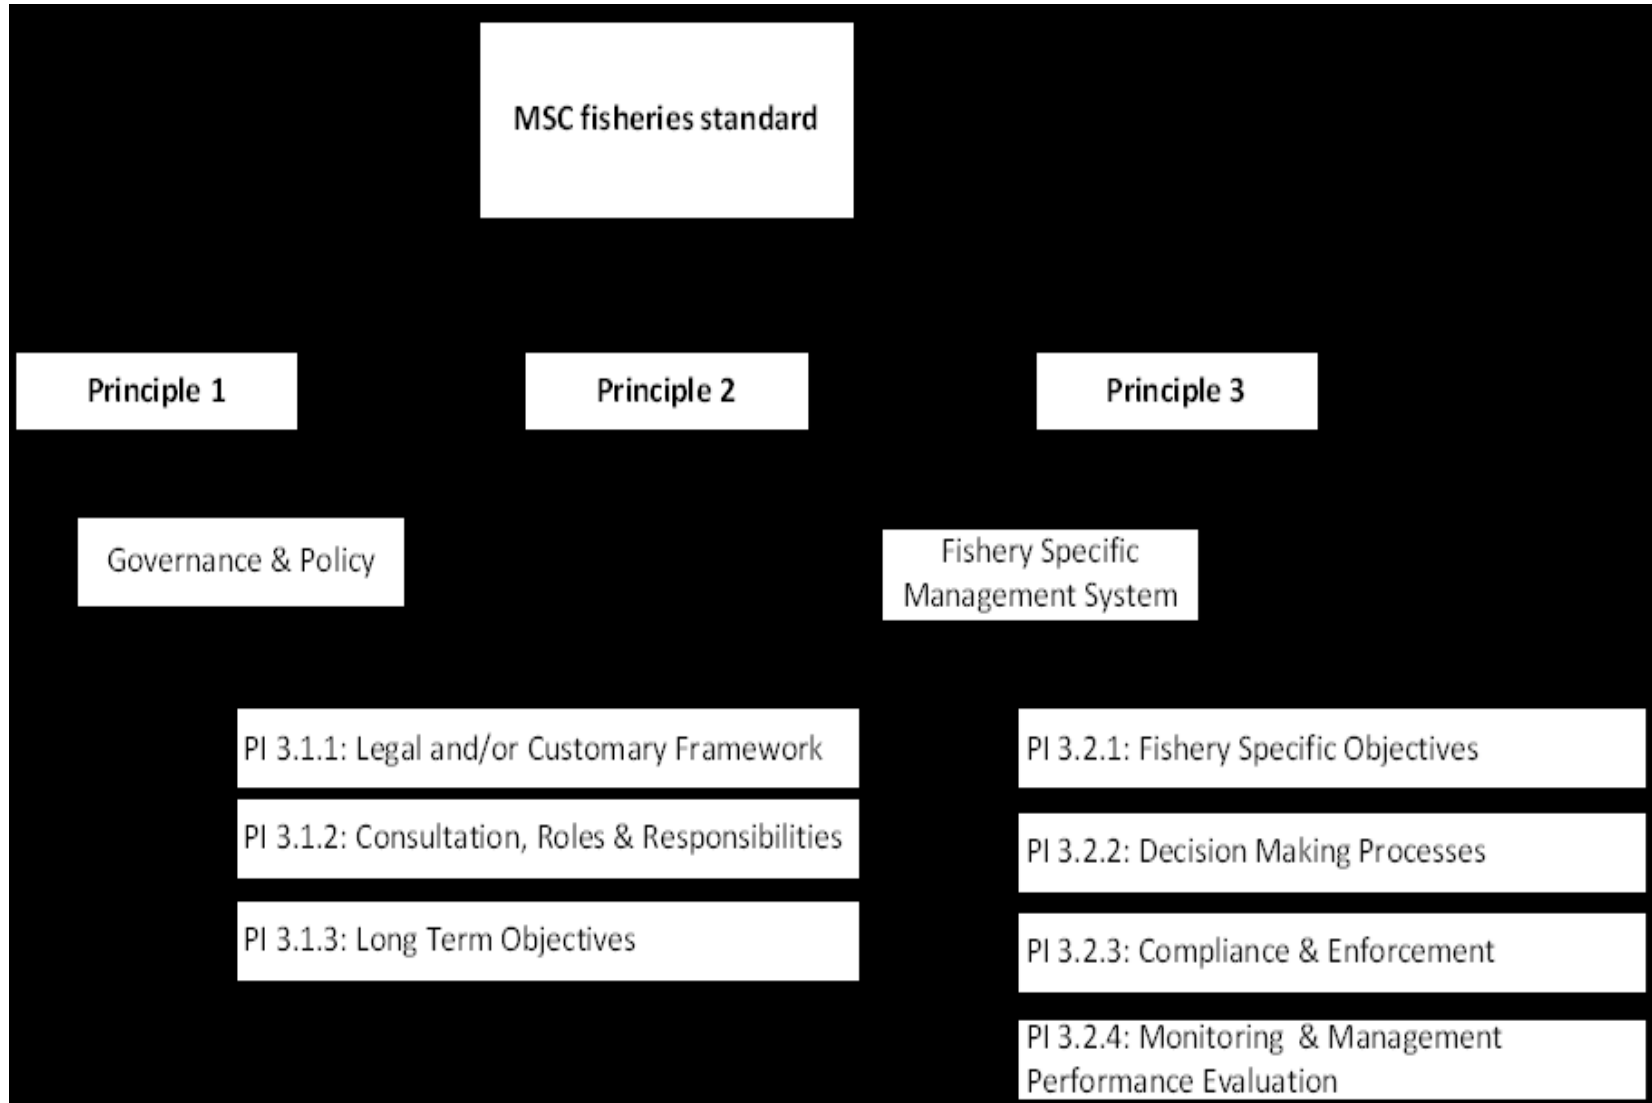 MSC fisheries standard
Principle 1
Principle 2
Principle 3
Governance & Policy
Fishery Specific
Management System
PI 3.1.1: Legal and/or Customary Framework
PI 3.1.2: Consultation, Roles & Responsibilities
PI 3.1.3: Long Term Objectives
PI 3.2.1: Fishery Specific Objectives
PI 3.2.2: Decision Making Processes
PI 3.2.3: Compliance & Enforcement
PI 3.2.4: Monitoring & Management
Performance Evaluation